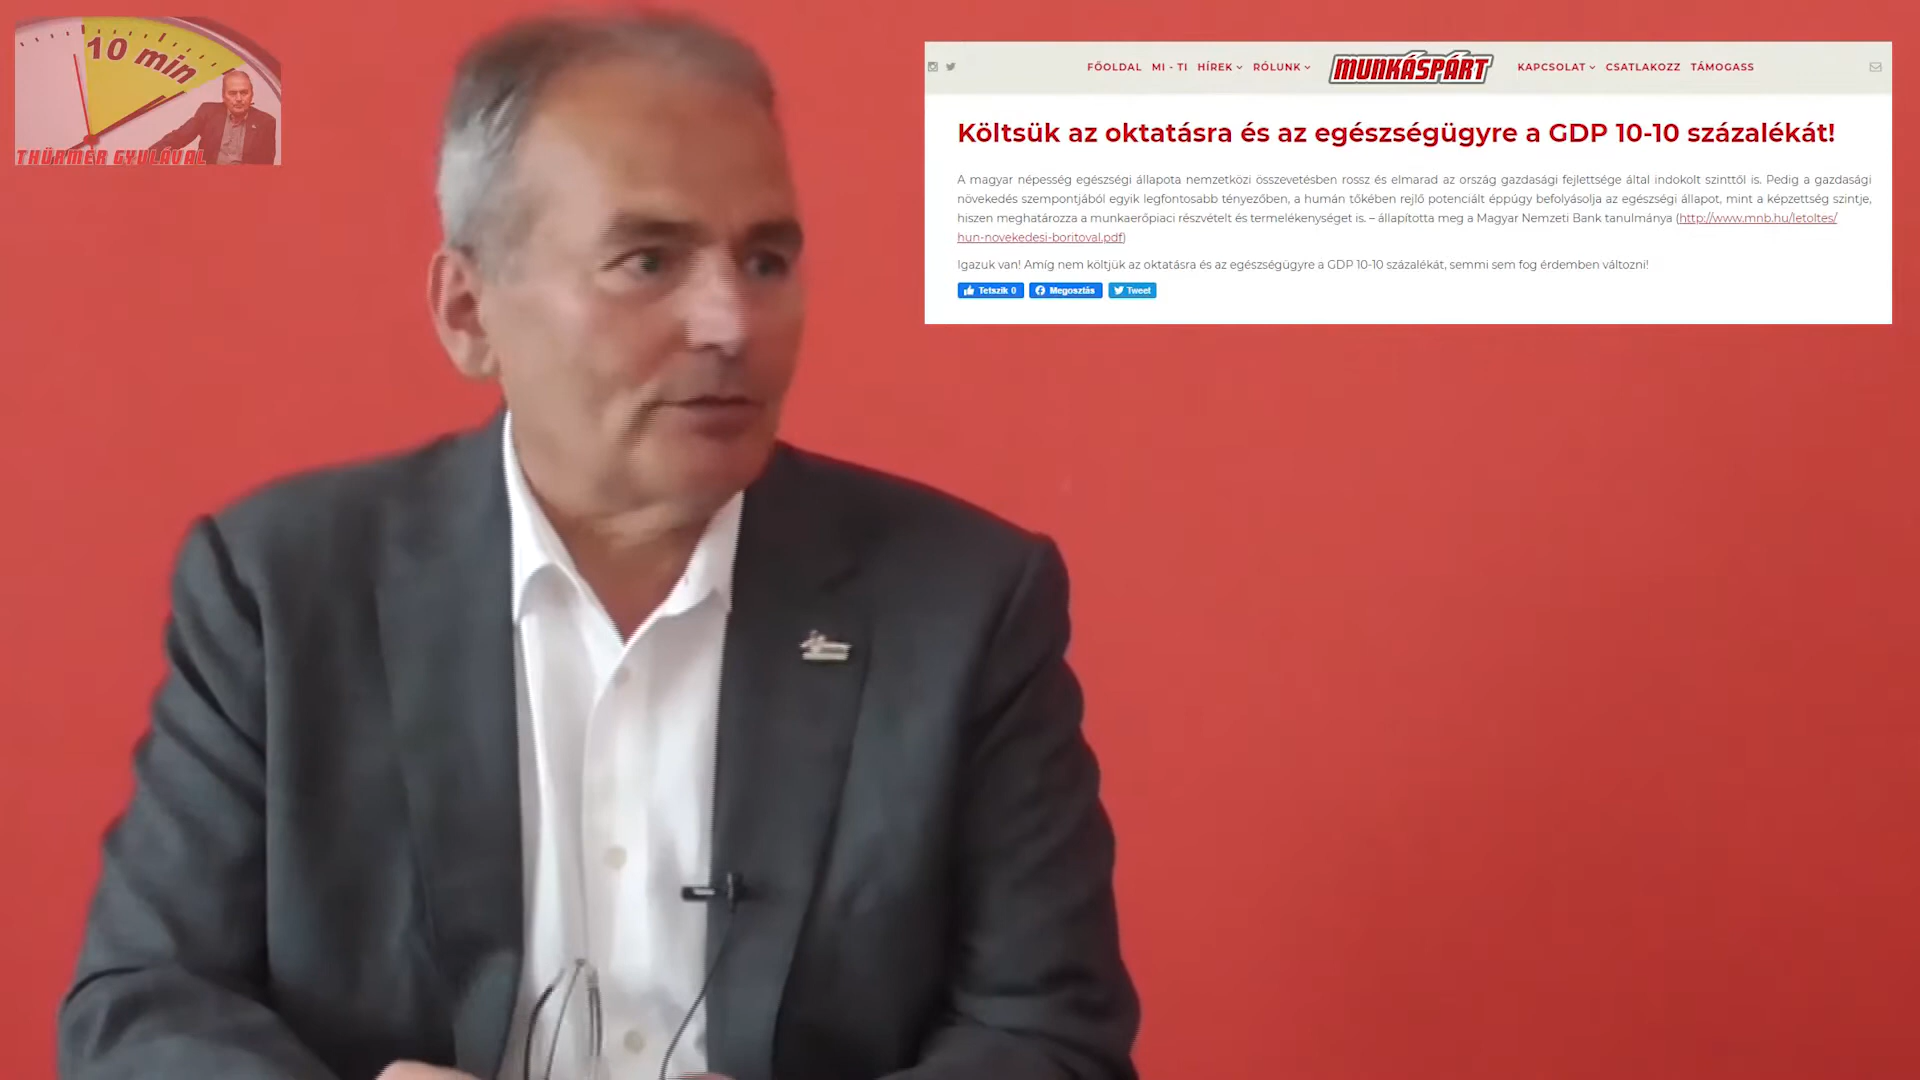 10 min
THÜRMER GYULÁVAL
FŐOLDAL MI - TI HÍREK RÓLUNK MUNKÁSPÁRT KAPCSOLAT CSATLAKOZZ TÁMOGASS
Költsük az oktatásra és az egészségügyre a GDP 10-10 százalékát!
A magyar népesség egészségi állapota nemzetközi összevetésben rossz és elmarad az ország gazdasági fejlettsége által indokolt szinttől is. Pedig a gazdasági
növekedés szempontjából egyik legfontosabb tényezőben, a humán tőkében rejlő potenciált éppúgy befolyásolja az egészségi állapot, mint a képzettség szintje,
hiszen meghatározza a munkaerőpiaci részvételt és termelékenységet is. – állapította meg a Magyar Nemzeti Bank tanulmánya (http://www.mnb.hu/letoltes/
hun-novekedesi-boritoval.pdf)
Igazuk van! Amíg nem költjük az oktatásra és az egészségügyre a GDP 10-10 százalékát, semmi sem fog érdemben változni!
Tetszik 0 Megosztás Tweet